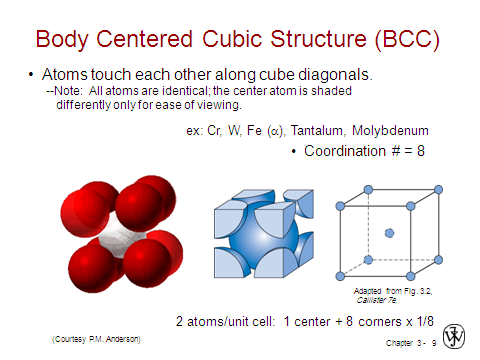 Body Centered Cubic Structure (BCC)
• Atoms touch each other along cube diagonals.
--Note: All atoms are identical; the center atom is shaded
differently only for ease of viewing.
ex: Cr, W, Fe (α), Tantalum, Molybdenum
• Coordination # = 8
Adapted from Fig. 3.2,
Callister 7e.
2 atoms/unit cell: 1 center + 8 corners x 1/8
(Courtesy P.M. Anderson)
Chapter 3 - 9